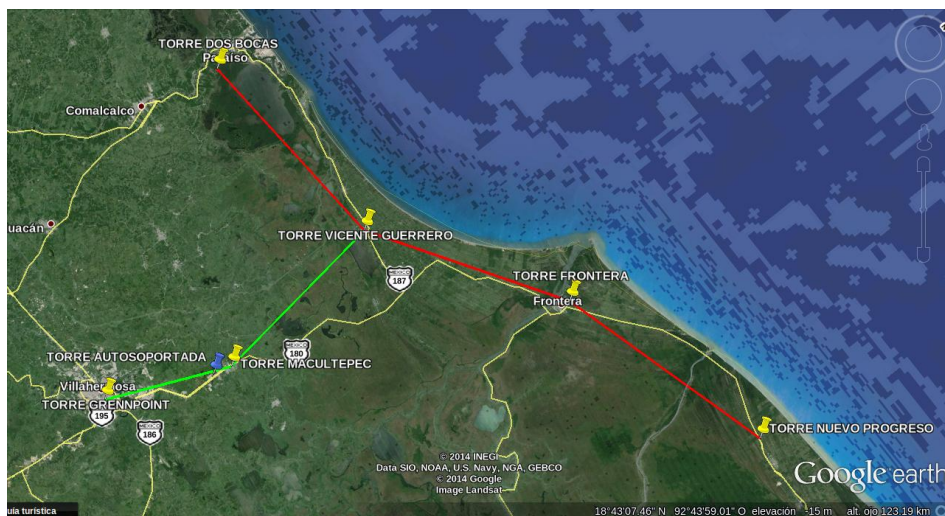 TORRE DOS BOCAS
Paraíso
Comalcalco
uacán
TORRE VICENTE GUERRERO
MEXICO
187
TORRE FRONTERA
Frontera
MEXICO
180
TORRE AUTOSOPORTADA
TORRE MACULTEPEC
Villahermosa
TORRE GRENNPOINT
195
MEXICO
186
TORRE NUEVO PROGRESO
© 2014 INEGI
Data SIO, NOAA, U.S. Navy, NGA, GEBCO
© 2014 Google
Image Landsat
Google earth
uía turística
18°43'07.46" N 92°43'59.01" O elevación -15 m alt. ojo 123.19 km